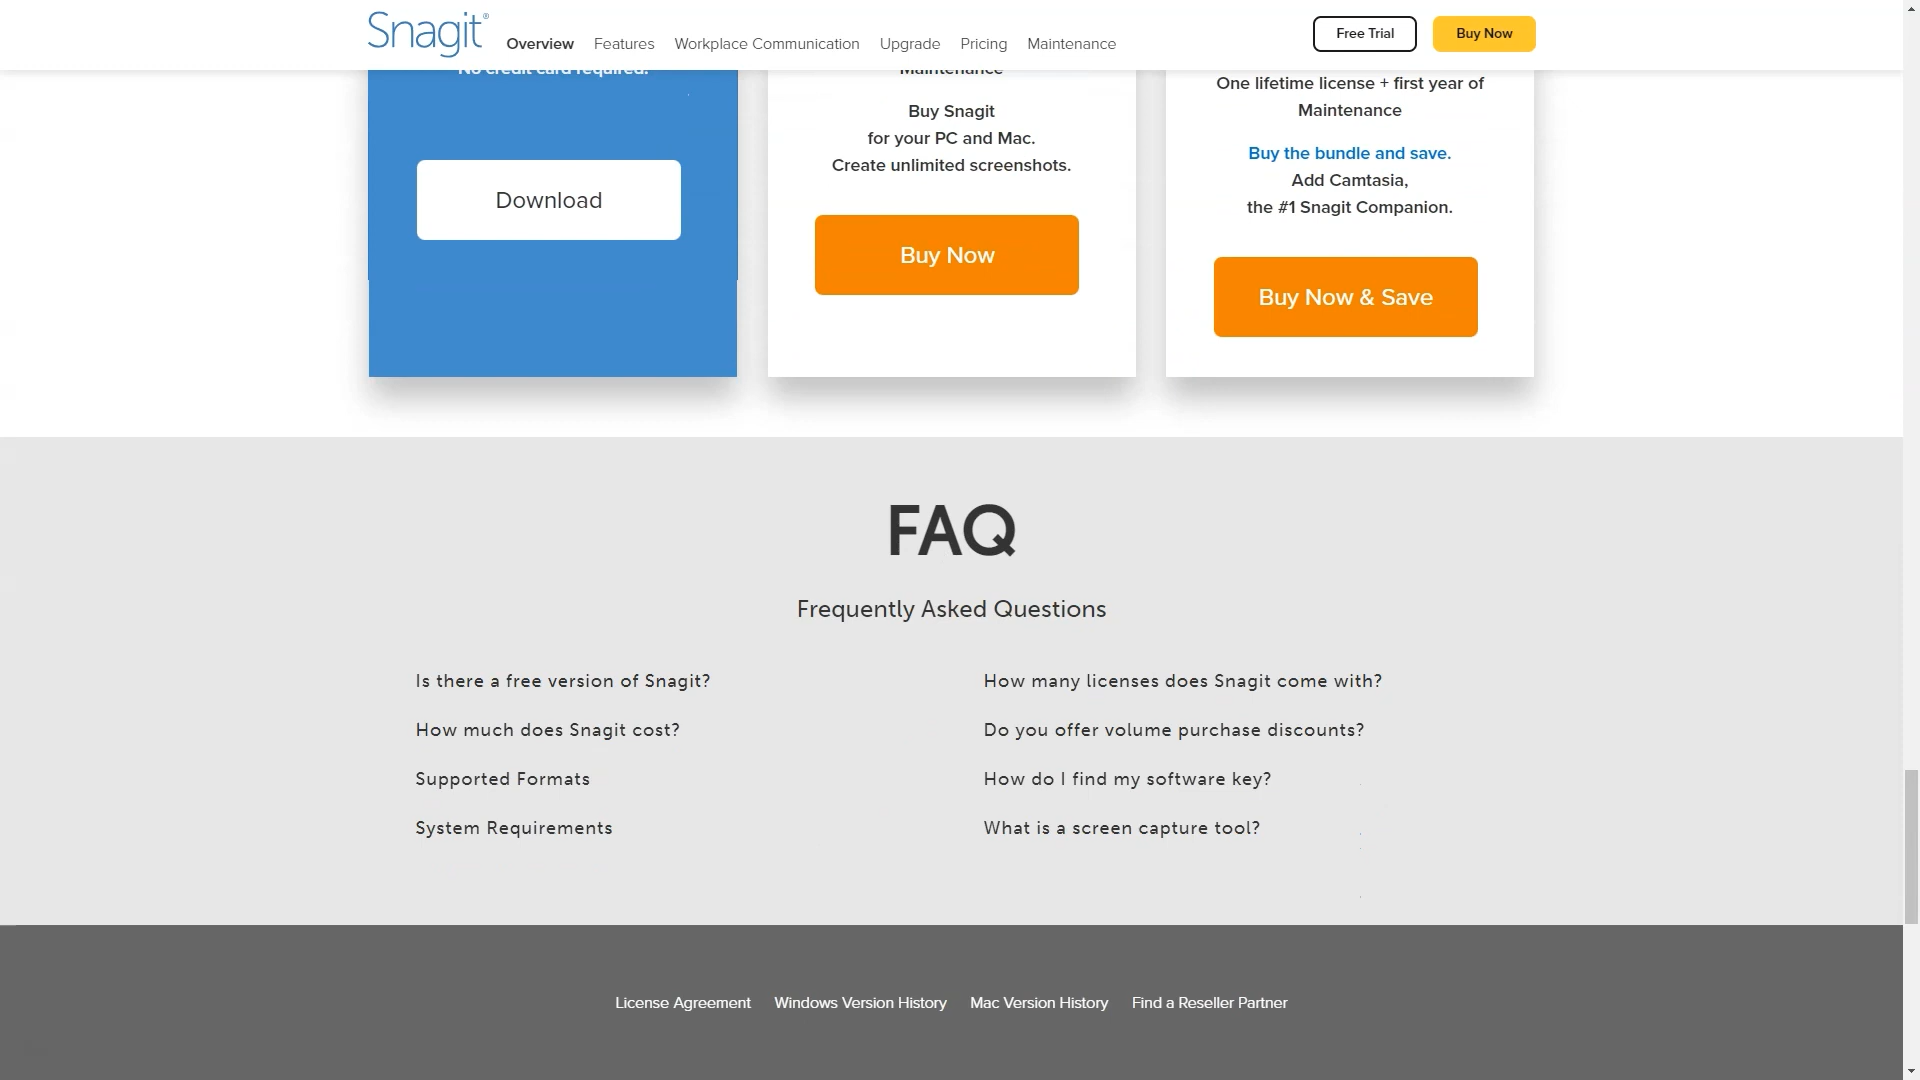 Snagit®
Overview Features Workplace Communication Upgrade Pricing Maintenance
Free Trial Buy Now
No credit card required.
Download
Maintenance
Buy Snagit
for your PC and Mac.
Create unlimited screenshots.
Buy Now
One lifetime license + first year of
Maintenance
Buy the bundle and save.
Add Camtasia,
the #1 Snagit Companion.
Buy Now & Save
FAQ
Frequently Asked Questions
Is there a free version of Snagit?
How much does Snagit cost?
Supported Formats
System Requirements
How many licenses does Snagit come with?
Do you offer volume purchase discounts?
How do I find my software key?
What is a screen capture tool?
License Agreement Windows Version History Mac Version History Find a Reseller Partner